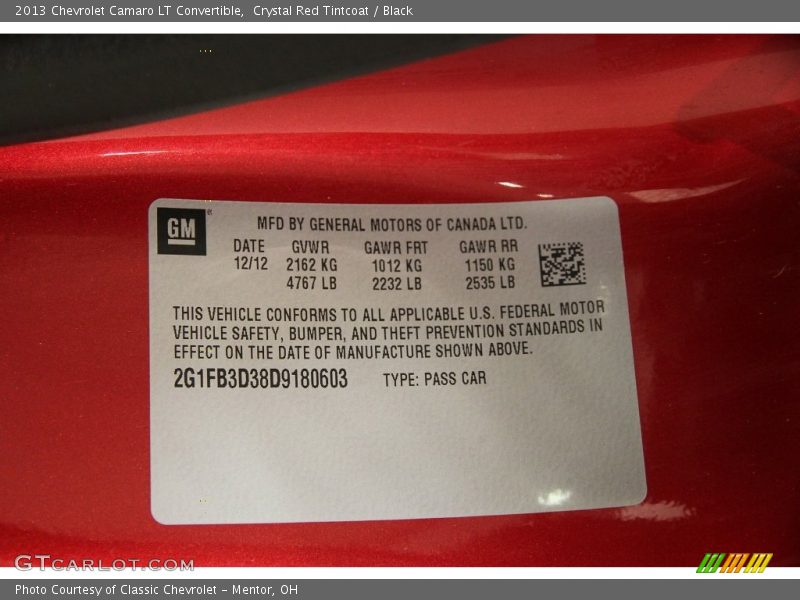 2013 Chevrolet Camaro LT Convertible,  Crystal Red Tintcoat / Black
GM®
MFD BY GENERAL MOTORS OF CANADA LTD.
DATE GVWR GAWR FRT GAWR RR
12/12 2162 KG 1012 KG 1150 KG
4767 LB 2232 LB 2535 LB
THIS VEHICLE CONFORMS TO ALL APPLICABLE U.S. FEDERAL MOTOR
VEHICLE SAFETY, BUMPER, AND THEFT PREVENTION STANDARDS IN
EFFECT ON THE DATE OF MANUFACTURE SHOWN ABOVE.
2G1FB3D38D9180603 TYPE: PASS CAR
GTCARLOT.COM
Photo Courtesy of Classic Chevrolet – Mentor, OH